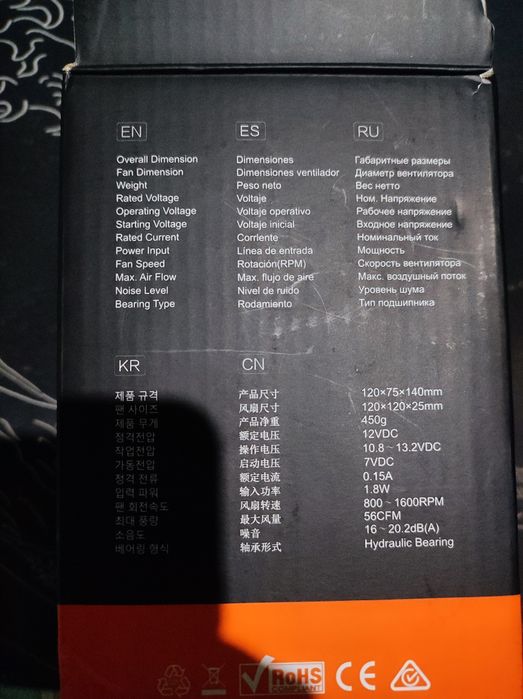 EN
Overall Dimension
Fan Dimension
Weight
Rated Voltage
Operating Voltage
Starting Voltage
Rated Current
Power Input
Fan Speed
Max. Air Flow
Noise Level
Bearing Type
ES
Dimensiones
Dimensiones ventilador
Peso neto
Voltaje
Voltaje operativo
Voltaje inicial
Corriente
Línea de entrada
Rotación(RPM)
Max. flujo de aire
Nivel de ruido
Rodamiento
RU
Габаритные размеры
Диаметр вентилятора
Вес нетто
Ном. Напряжение
Рабочее напряжение
Входное напряжение
Номинальный ток
Мощность
Скорость вентилятора
Макс. воздушный поток
Уровень шума
Тип подшипника
KR
제품 규격
팬 사이즈
제품 무게
정격전압
작업전압
가동전압
정격 전류
입력 파워
팬 회전속도
최대 풍량
소음도
베어링 형식
CN
产品尺寸 120×75×140mm
风扇尺寸 120×120×25mm
产品净重 450g
额定电压 12VDC
操作电压 10.8~13.2VDC
启动电压 7VDC
额定电流 0.15A
输入功率 1.8W
风扇转速 800~1600RPM
最大风量 56CFM
噪音 16~20.2dB(A)
轴承形式 Hydraulic Bearing
RoHS
COMPLIANT
CE